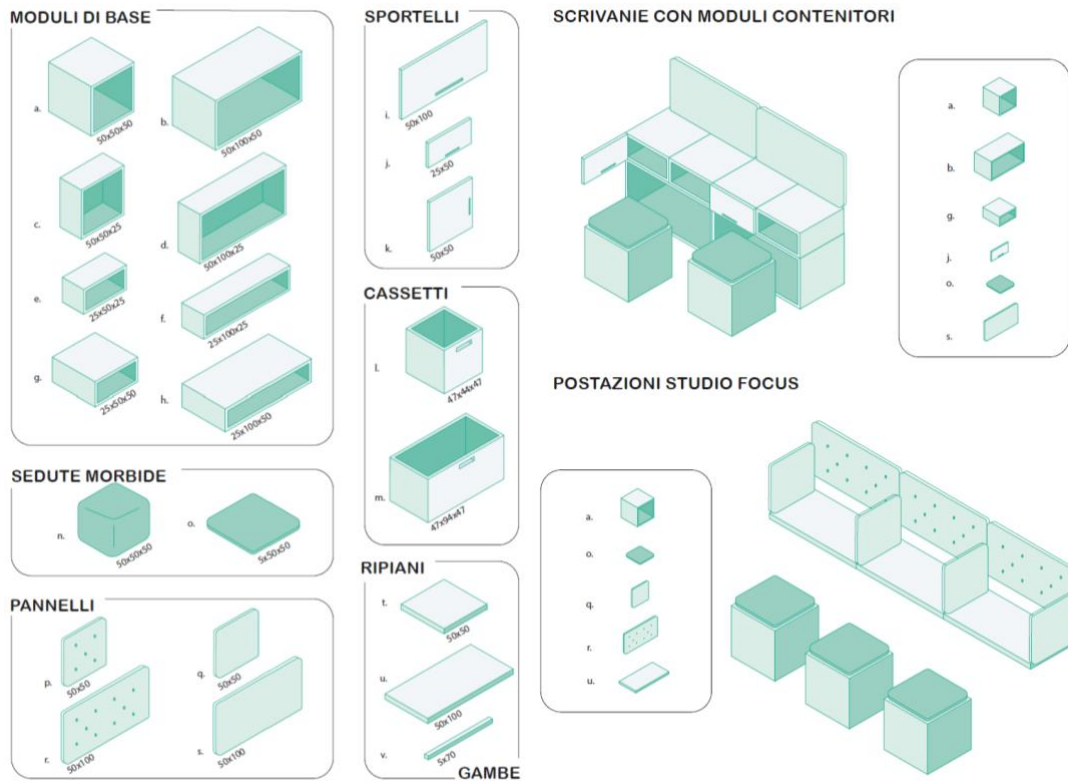 MODULI DI BASE
a.
50x50x50
b.
50x100x50
c.
50x50x25
d.
50x100x25
e.
25x50x25
f.
25x100x25
g.
25x50x50
h.
25x100x50
SEDUTE MORBIDE
n.
50x50x50
o.
5x50x50
PANNELLI
p.
50x50
q.
50x50
r.
50x100
s.
50x100
SPORTELLI
i.
50x100
j.
25x50
k.
50x50
CASSETTI
l.
47x44x47
m.
47x94x47
RIPIANI
t.
50x50
u.
50x100
v.
5x70
GAMBE
SCRIVANIE CON MODULI CONTENITORI
a.
b.
g.
j.
o.
s.
POSTAZIONI STUDIO FOCUS
a.
o.
q.
r.
u.